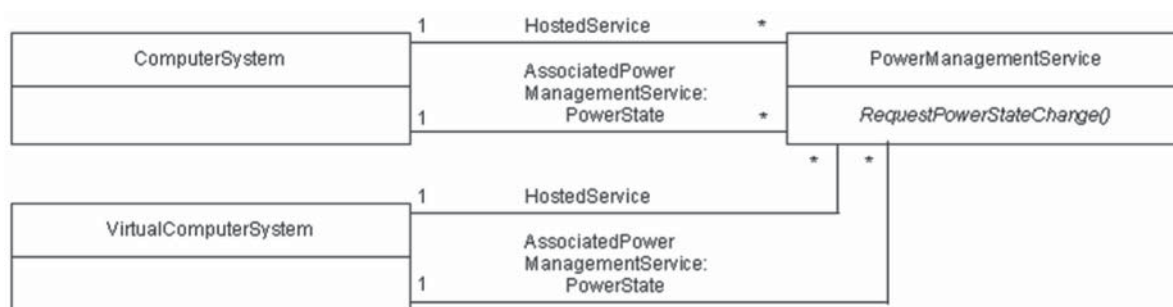 1 HostedService *
ComputerSystem
PowerManagementService
AssociatedPower
ManagementService:
1 PowerState *
RequestPowerStateChange()
* *
1 HostedService
VirtualComputerSystem
AssociatedPower
ManagementService:
1 PowerState